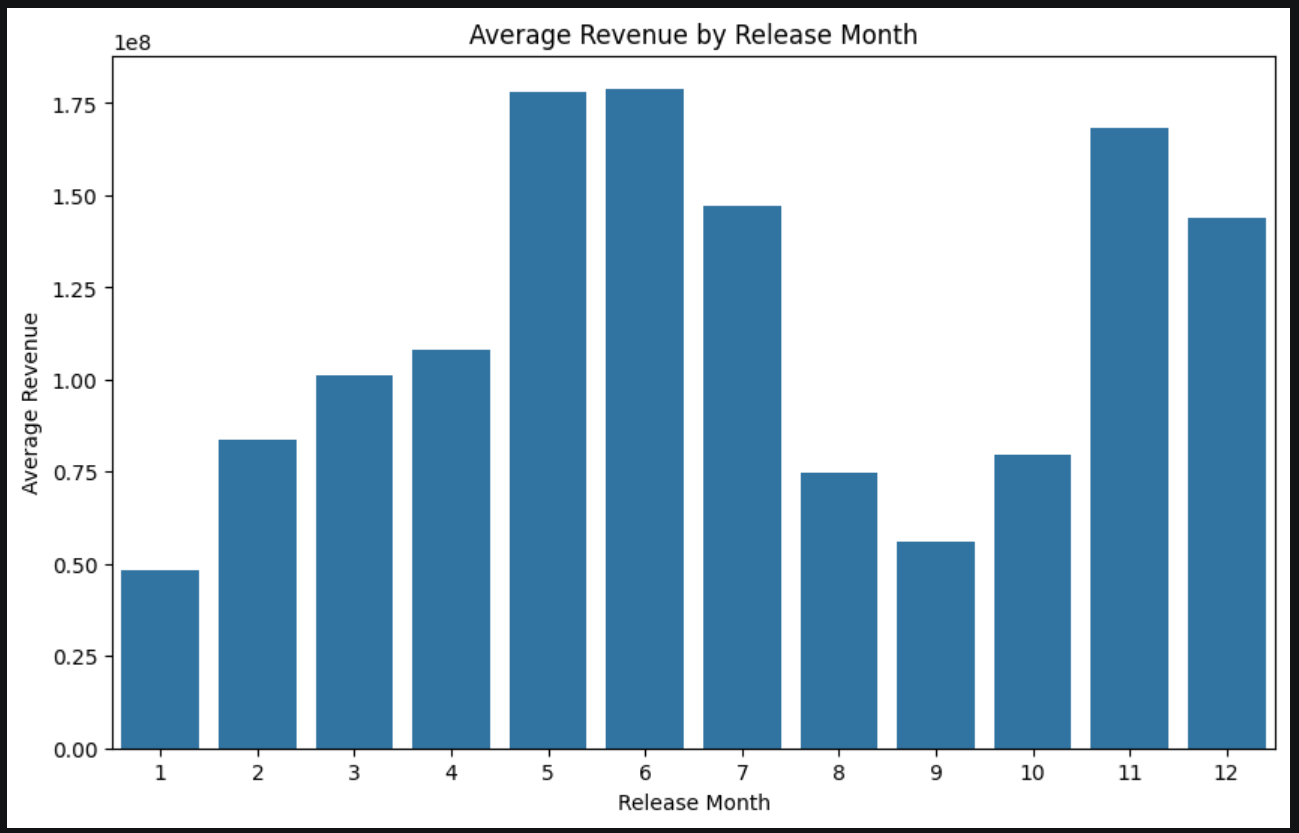 Average Revenue by Release Month
1e8
1.75
1.50
1.25
1.00
0.75
0.50
0.25
0.00
Average Revenue
1 2 3 4 5 6 7 8 9 10 11 12
Release Month